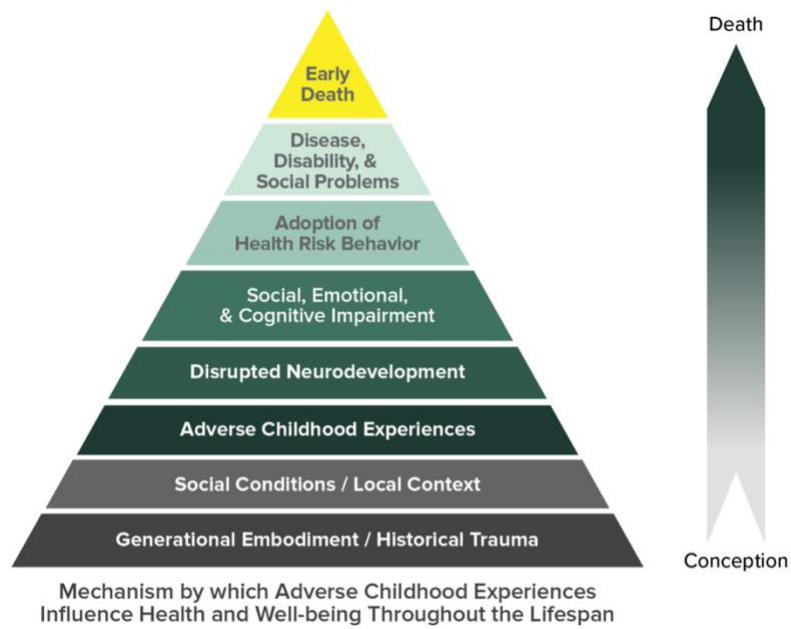 Death
Early
Death
Disease,
Disability, &
Social Problems
Adoption of
Health Risk Behavior
Social, Emotional,
& Cognitive Impairment
Disrupted Neurodevelopment
Adverse Childhood Experiences
Social Conditions / Local Context
Generational Embodiment / Historical Trauma
Conception
Mechanism by which Adverse Childhood Experiences
Influence Health and Well-being Throughout the Lifespan